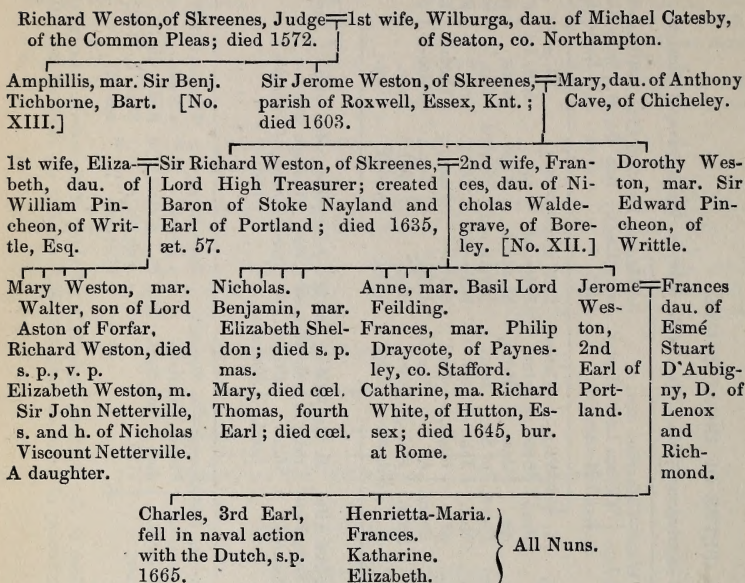 Richard Weston, of Skreenes, Judge
of the Common Pleas; died 1572.
1st wife, Wilburga, dau. of Michael Catesby,
of Seaton, co. Northampton.
Amphillis, mar. Sir Benj.
Tichborne, Bart. [No.
XIII.]
Sir Jerome Weston, of Skreenes,
parish of Roxwell, Essex, Knt. ;
died 1603.
Mary, dau. of Anthony
Cave, of Chicheley.
1st wife, Eliza-
beth, dau. of
William Pin-
cheon, of Writ-
tle, Esq.
Sir Richard Weston, of Skreenes,
Lord High Treasurer; created
Baron of Stoke Nayland and
Earl of Portland; died 1635,
æt. 57.
2nd wife, Fran-
ces, dau. of Ni-
cholas Walde-
grave, of Bore-
ley. [No. XII.]
Dorothy Wes-
ton, mar. Sir
Edward Pin-
cheon, of
Writtle.
Mary Weston, mar.
Walter, son of Lord
Aston of Forfar.
Richard Weston, died
s. p., v. p.
Elizabeth Weston, m.
Sir John Netterville,
s. and h. of Nicholas
Viscount Netterville.
A daughter.
Nicholas.
Benjamin, mar.
Elizabeth Shel-
don; died s. p.
mas.
Mary, died cœl.
Thomas, fourth
Earl; died cœl.
Anne, mar. Basil Lord
Feilding.
Frances, mar. Philip
Draycote, of Paynes-
ley, co. Stafford.
Catharine, ma. Richard
White, of Hutton, Es-
sex; died 1645, bur.
at Rome.
Jerome
Wes-
ton,
2nd
Earl of
Port-
land.
Frances
dau. of
Esmé
Stuart
D'Aubig-
ny, D. of
Lenox
and
Rich-
mond.
Charles, 3rd Earl,
fell in naval action
with the Dutch, s.p.
1665.
Henrietta-Maria.
Frances.
Katharine.
Elizabeth.
All Nuns.